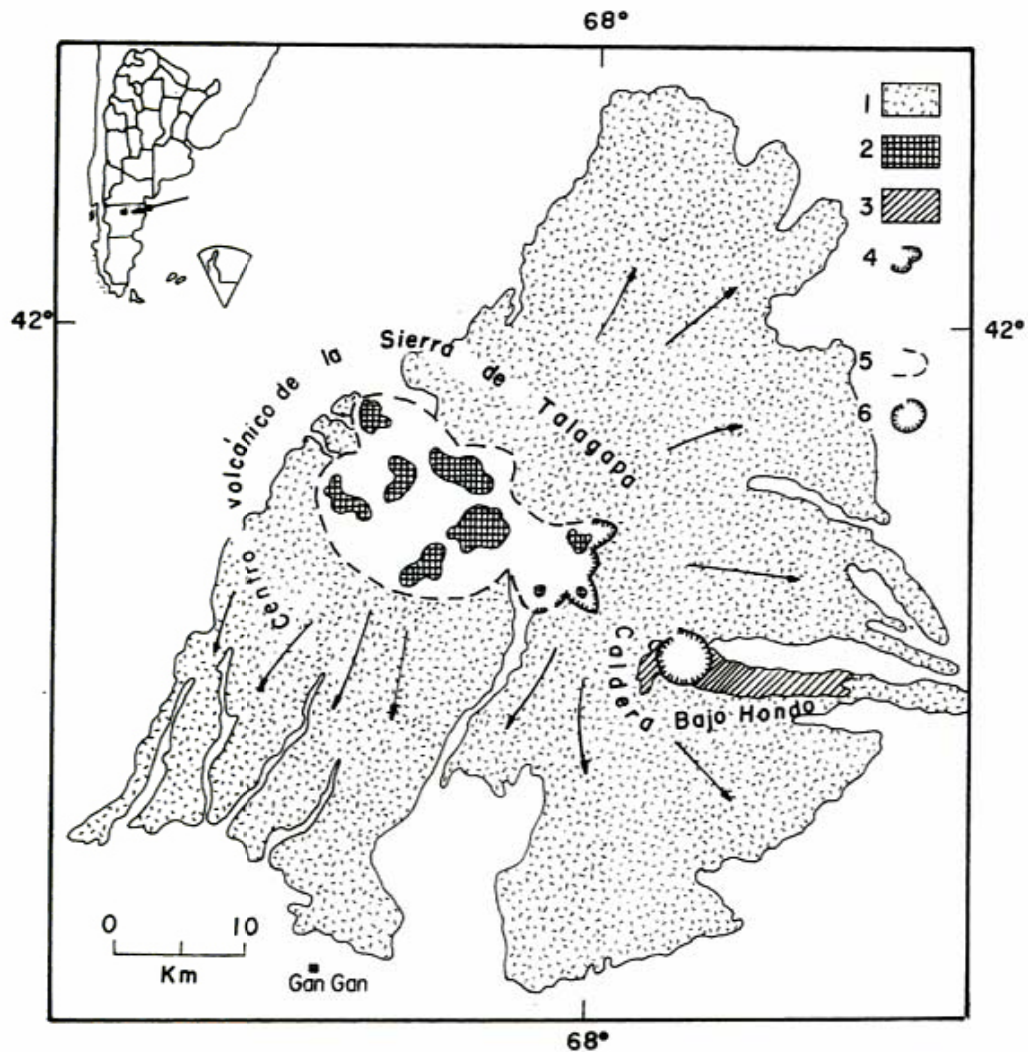 68°
1
2
3
4
5
6
42°
42°
Centro volcánico de la Sierra de Talagapa
Caldera Bajo Hondo
0 10
Km
Gan Gan
68°